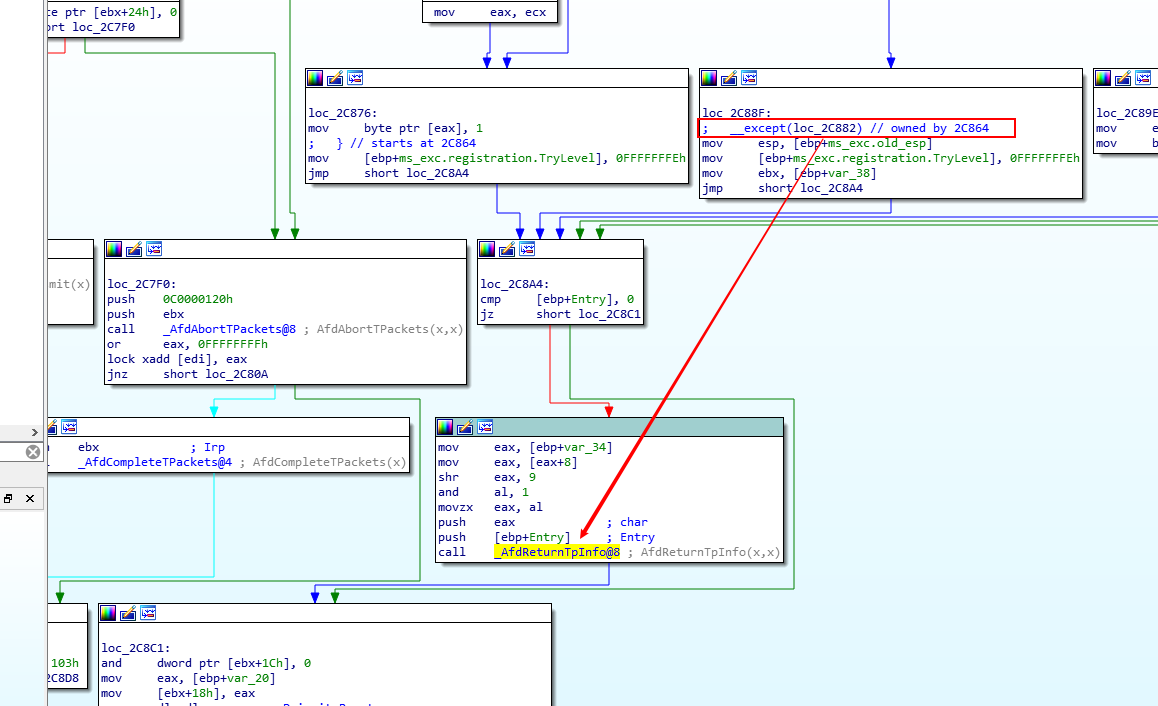 te ptr [ebx+24h], 0
ort loc_2C7F0
mov eax, ecx
loc_2C876:
mov byte ptr [eax], 1
; } // starts at 2C864
mov [ebp+ms_exc.registration.TryLevel], 0FFFFFFFEh
jmp short loc_2C8A4
loc_2C88F:
; __except(loc_2C882) // owned by 2C864
mov esp, [ebp+ms_exc.old_esp]
mov [ebp+ms_exc.registration.TryLevel], 0FFFFFFFEh
mov ebx, [ebp+var_38]
jmp short loc_2C8A4
loc_2C89E
mov e
mov b
mit(x)
loc_2C7F0:
push 0C0000120h
push ebx
call _AfdAbortTPackets@8 ; AfdAbortTPackets(x,x)
or eax, 0FFFFFFFFh
lock xadd [edi], eax
jnz short loc_2C80A
loc_2C8A4:
cmp [ebp+Entry], 0
jz short loc_2C8C1
ebx ; Irp
_AfdCompleteTPackets@4 ; AfdCompleteTPackets(x)
mov eax, [ebp+var_34]
mov eax, [eax+8]
shr eax, 9
and al, 1
movzx eax, al
push eax ; char
push [ebp+Entry] ; Entry
call _AfdReturnTpInfo@8 ; AfdReturnTpInfo(x,x)
103h
2C8D8
loc_2C8C1:
and dword ptr [ebx+1Ch], 0
mov eax, [ebp+var_20]
mov [ebx+18h], eax